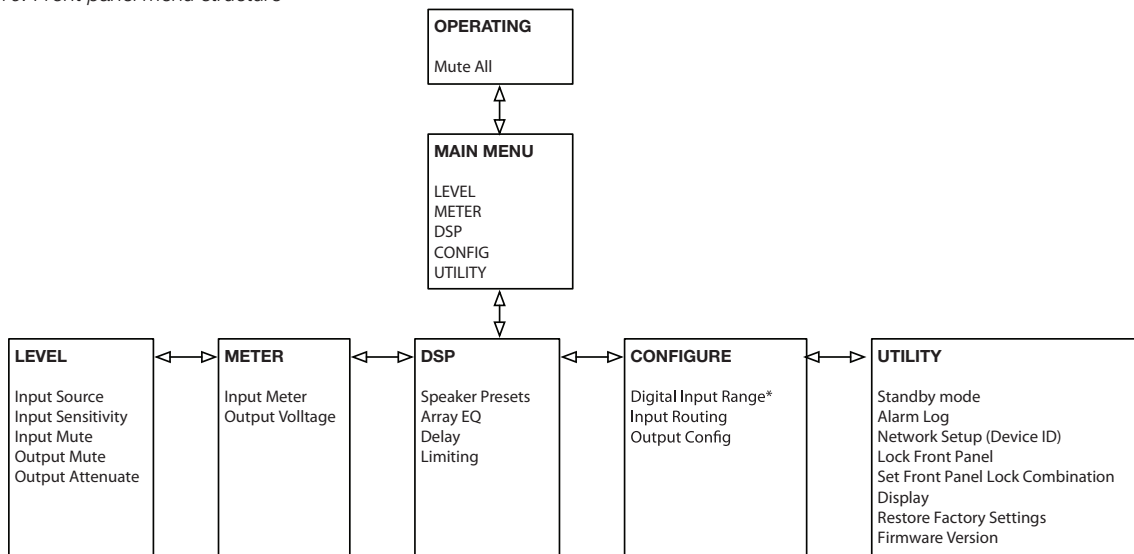 Front panel menu structure
OPERATING
Mute All
MAIN MENU
LEVEL
METER
DSP
CONFIG
UTILITY
LEVEL
Input Source
Input Sensitivity
Input Mute
Output Mute
Output Attenuate
METER
Input Meter
Output Volltage
DSP
Speaker Presets
Array EQ
Delay
Limiting
CONFIGURE
Digital Input Range*
Input Routing
Output Config
UTILITY
Standby mode
Alarm Log
Network Setup (Device ID)
Lock Front Panel
Set Front Panel Lock Combination
Display
Restore Factory Settings
Firmware Version